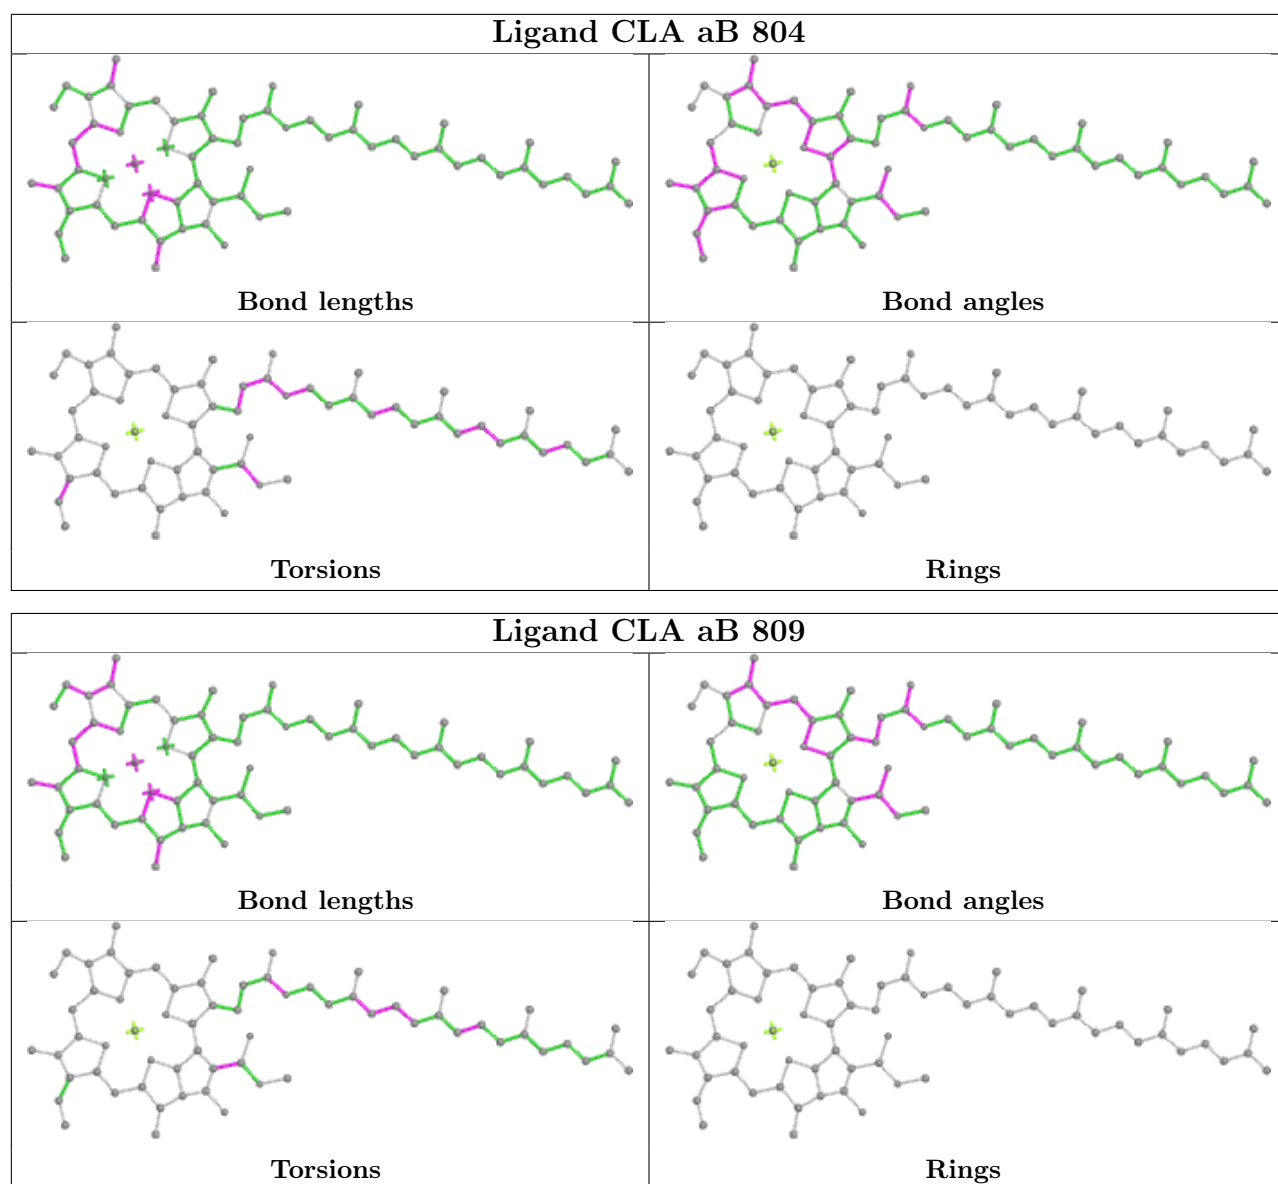 Ligand CLA aB 804
Bond lengths
Bond angles
Torsions
Rings
Ligand CLA aB 809
Bond lengths
Bond angles
Torsions
Rings